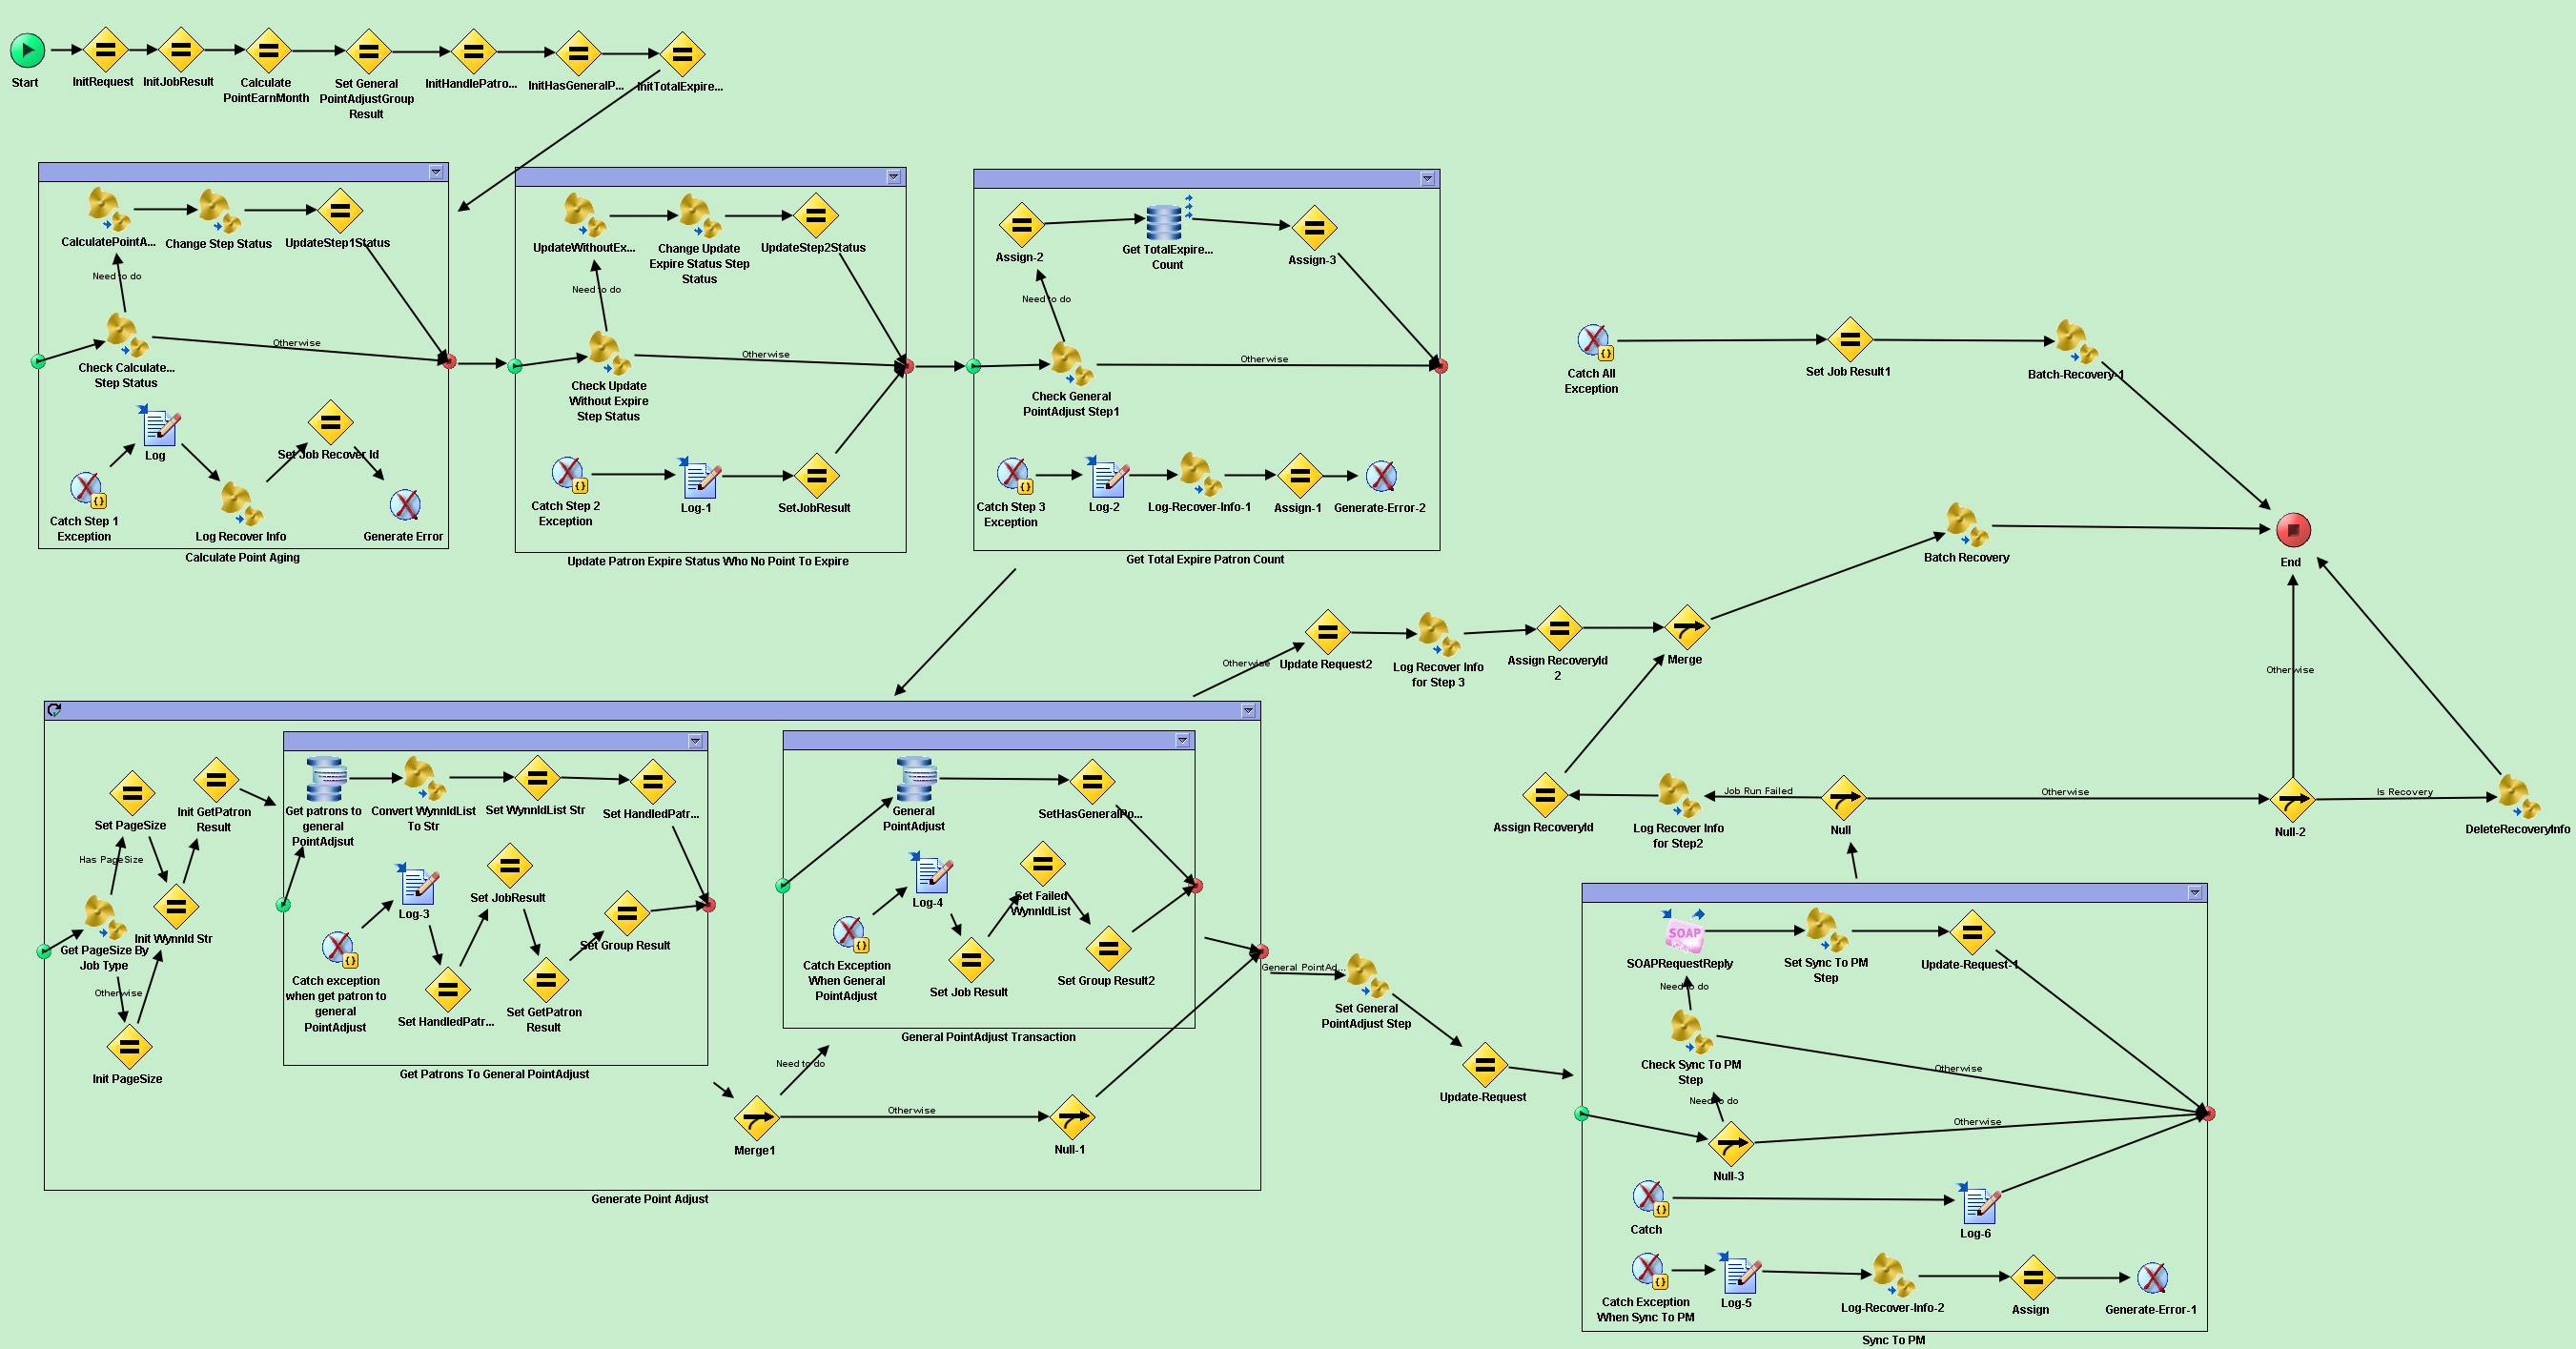 Start
InitRequest
InitJobResult
Calculate
PointEarnMonth
Set General
PointAdjustGroup
Result
InitHandlePatro...
InitHasGeneralP...
InitTotalExpire...
CalculatePointA...
Change Step Status
UpdateStep1Status
Need to do
Otherwise
Check Calculate...
Step Status
Log
Set Job Recover Id
Catch Step 1
Exception
Log Recover Info
Generate Error
Calculate Point Aging
UpdateWithoutEx...
Change Update
Expire Status Step
Status
UpdateStep2Status
Need to do
Otherwise
Check Update
Without Expire
Step Status
Catch Step 2
Exception
Log-1
SetJobResult
Update Patron Expire Status Who No Point To Expire
Assign-2
Get TotalExpire...
Count
Assign-3
Need to do
Otherwise
Check General
PointAdjust Step1
Catch Step 3
Exception
Log-2
Log-Recover-Info-1
Assign-1
Generate-Error-2
Get Total Expire Patron Count
Catch All
Exception
Set Job Result1
Batch-Recovery-1
Batch Recovery
End
Otherwise
Update Request2
Log Recover Info
for Step 3
Assign RecoveryId
2
Merge
Otherwise
Assign RecoveryId
Log Recover Info
for Step2
Job Run Failed
Null
Otherwise
Null-2
Is Recovery
DeleteRecoveryInfo
Set PageSize
Init GetPatron
Result
Has PageSize
Get PageSize By
Job Type
Init WynnId Str
Otherwise
Init PageSize
Get patrons to
general
PointAdjsut
Convert WynnIdList
To Str
Set WynnIdList Str
Set HandledPatr...
Log-3
Set JobResult
Set Group Result
Catch exception
when get patron to
general
PointAdjust
Set HandledPatr...
Set GetPatron
Result
Get Patrons To General PointAdjust
General
PointAdjust
SetHasGeneralPo...
Log-4
Set Failed
WynnIdList
Catch Exception
When General
PointAdjust
Set Job Result
Set Group Result2
General PointAdjust Transaction
Need to do
Merge1
Otherwise
Null-1
Generate Point Adjust
General PointAd...
Set General
PointAdjust Step
Update-Request
SOAP
SOAPRequestReply
Set Sync To PM
Step
Update-Request-1
Need to do
Check Sync To PM
Step
Otherwise
Need to do
Null-3
Otherwise
Catch
Log-6
Catch Exception
When Sync To PM
Log-5
Log-Recover-Info-2
Assign
Generate-Error-1
Sync To PM